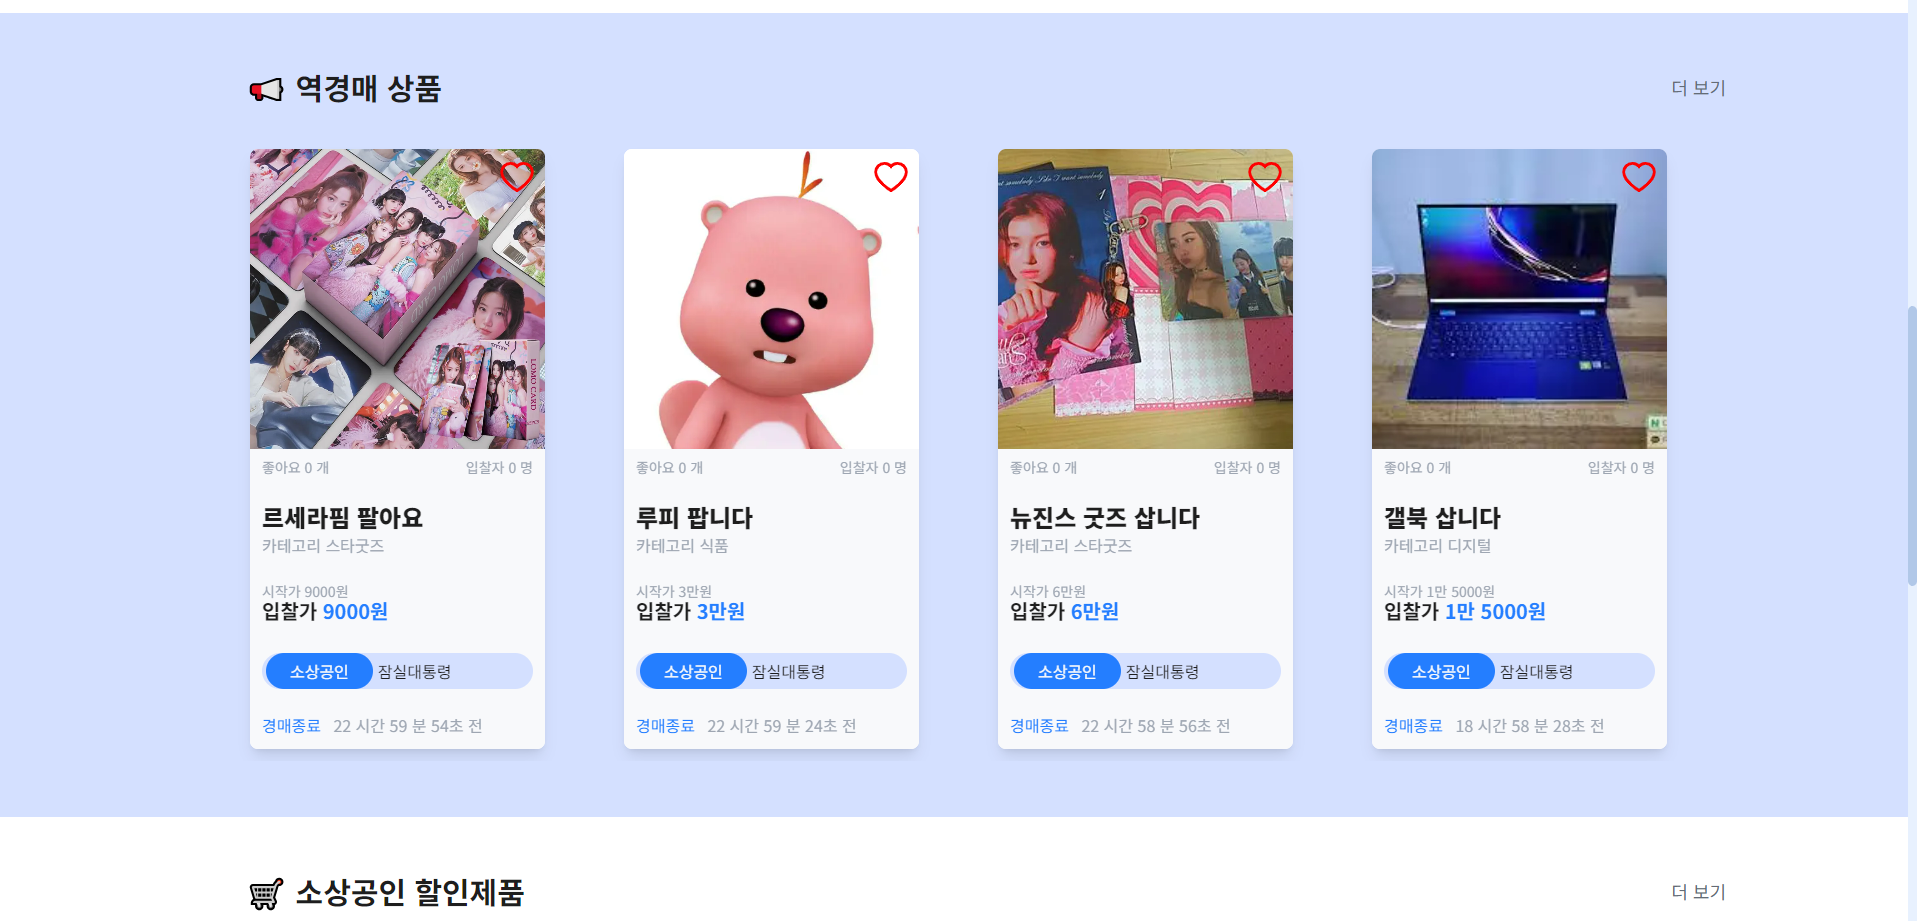 역경매 상품
더 보기
LOMO CARD
좋아요 0 개
입찰자 0 명
르세라핌 팔아요
카테고리 스타굿즈
시작가 9000원
입찰가 9000원
소상공인 잠실대통령
경매종료 22 시간 59 분 54초 전
좋아요 0 개
입찰자 0 명
루피 팝니다
카테고리 식품
시작가 3만원
입찰가 3만원
소상공인 잠실대통령
경매종료 22 시간 59 분 24초 전
좋아요 0 개
입찰자 0 명
뉴진스 굿즈 삽니다
카테고리 스타굿즈
시작가 6만원
입찰가 6만원
소상공인 잠실대통령
경매종료 22 시간 58 분 56초 전
좋아요 0 개
입찰자 0 명
갤북 삽니다
카테고리 디지털
시작가 1만 5000원
입찰가 1만 5000원
소상공인 잠실대통령
경매종료 18 시간 58 분 28초 전
소상공인 할인제품
더 보기